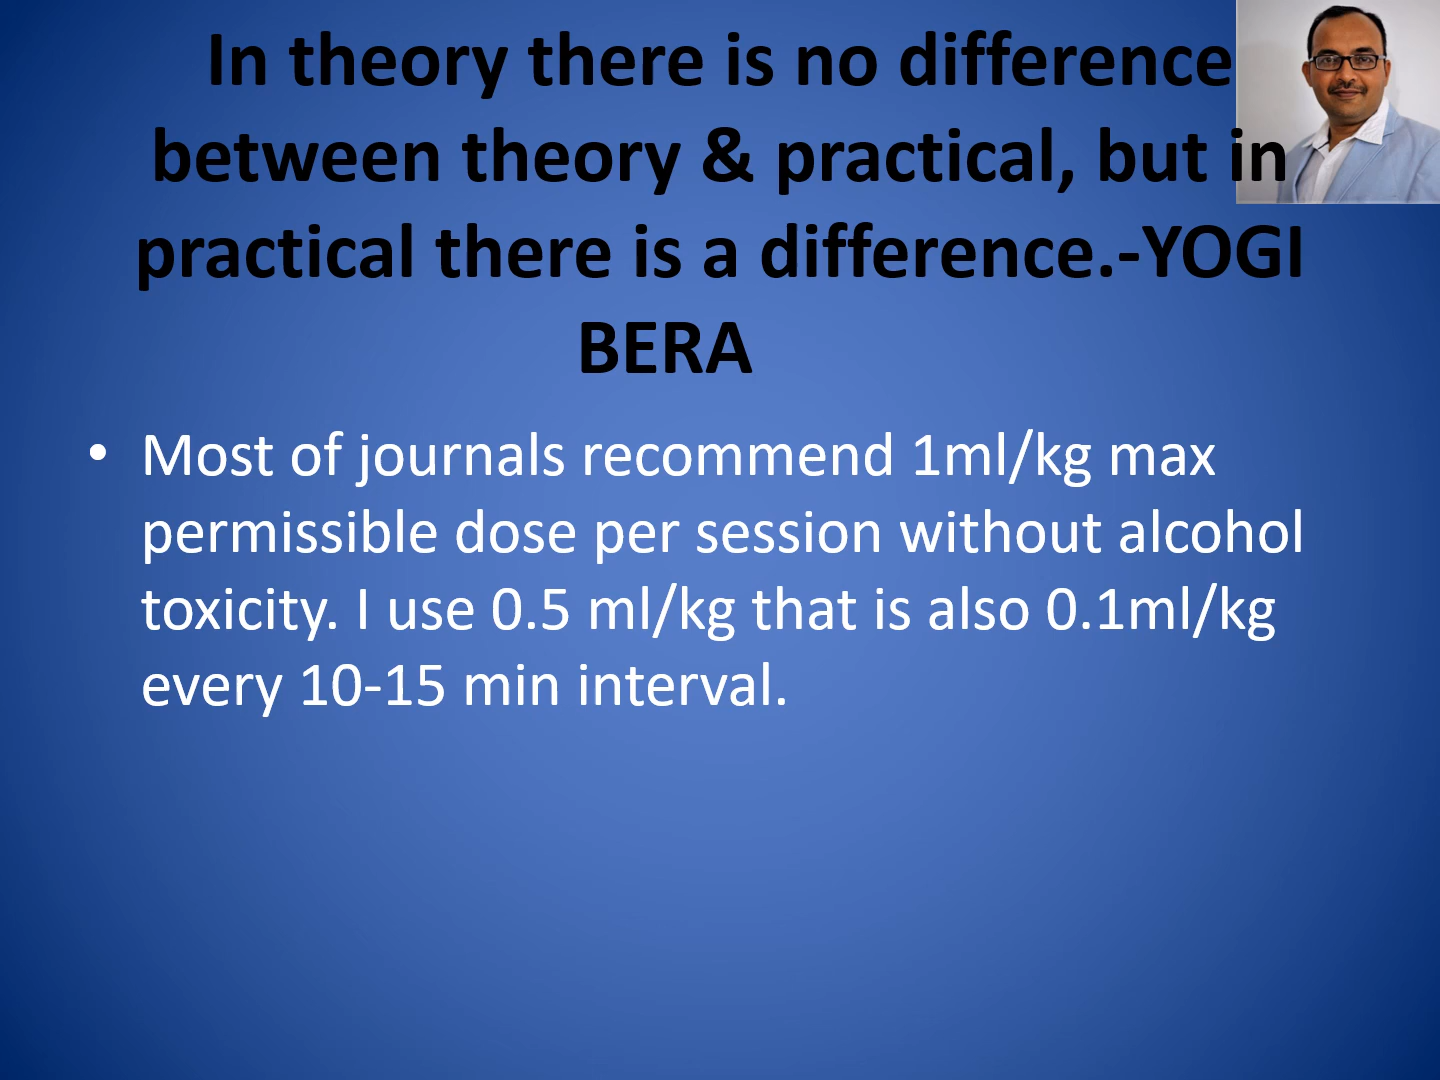 In theory there is no difference
between theory & practical, but in
practical there is a difference.-YOGI
BERA
• Most of journals recommend 1ml/kg max
permissible dose per session without alcohol
toxicity. I use 0.5 ml/kg that is also 0.1ml/kg
every 10-15 min interval.